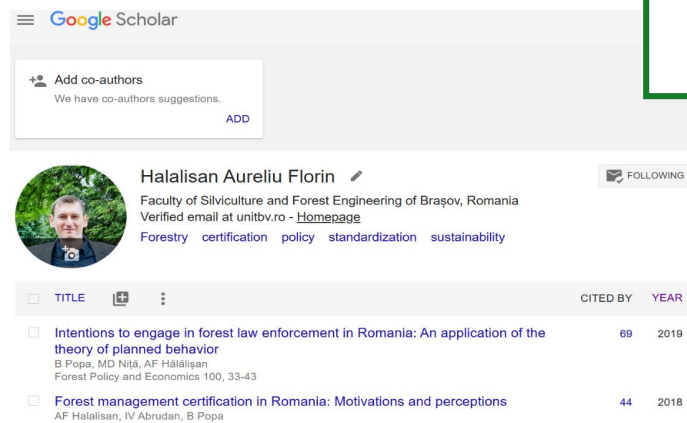 Google Scholar
Add co-authors
We have co-authors suggestions.
ADD
Halalisan Aureliu Florin
FOLLOWING
Faculty of Silviculture and Forest Engineering of Brașov, Romania
Verified email at unitbv.ro - Homepage
Forestry certification policy standardization sustainability
TITLE CITED BY YEAR
Intentions to engage in forest law enforcement in Romania: An application of the 69 2019
theory of planned behavior
B Popa, MD Niță, AF Hălălișan
Forest Policy and Economics 100, 33-43
Forest management certification in Romania: Motivations and perceptions 44 2018
AF Halalisan, IV Abrudan, B Popa